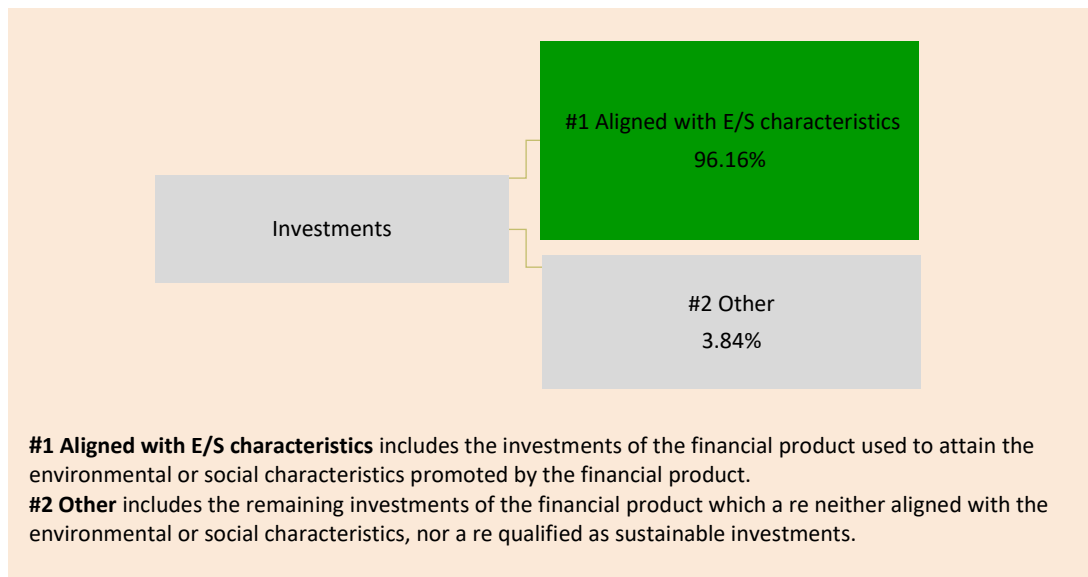 #1 Aligned with E/S characteristics
96.16%
Investments
#2 Other
3.84%
#1 Aligned with E/S characteristics includes the investments of the financial product used to attain the
environmental or social characteristics promoted by the financial product.
#2 Other includes the remaining investments of the financial product which a re neither aligned with the
environmental or social characteristics, nor a re qualified as sustainable investments.